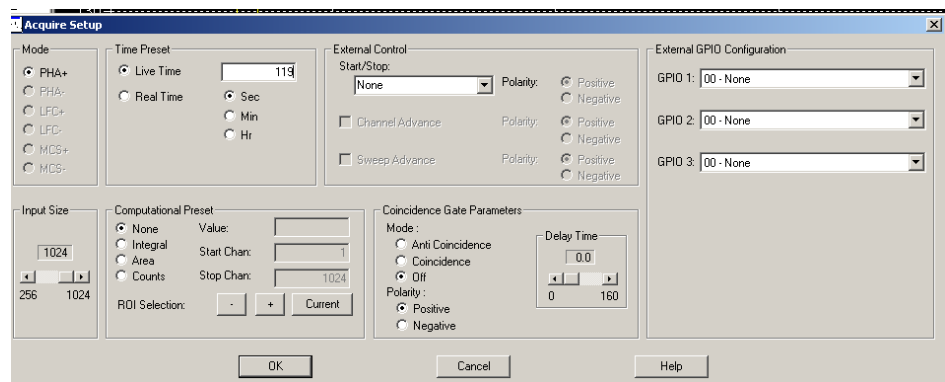 Acquire Setup
Mode
PHA+
PHA-
LFC+
LFC-
MCS+
MCS-
Time Preset
Live Time 119
Real Time
Sec
Min
Hr
External Control
Start/Stop:
None Polarity: Positive
Negative
Channel Advance Polarity: Positive
Negative
Sweep Advance Polarity: Positive
Negative
External GPIO Configuration
GPIO 1: 00 - None
GPIO 2: 00 - None
GPIO 3: 00 - None
Input Size
1024
256 1024
Computational Preset
None Value:
Integral Start Chan: 1
Area
Counts Stop Chan: 1024
ROI Selection: - + Current
Coincidence Gate Parameters
Mode :
Anti Coincidence
Coincidence
Off
Polarity :
Positive
Negative
Delay Time
0.0
0 160
OK Cancel Help